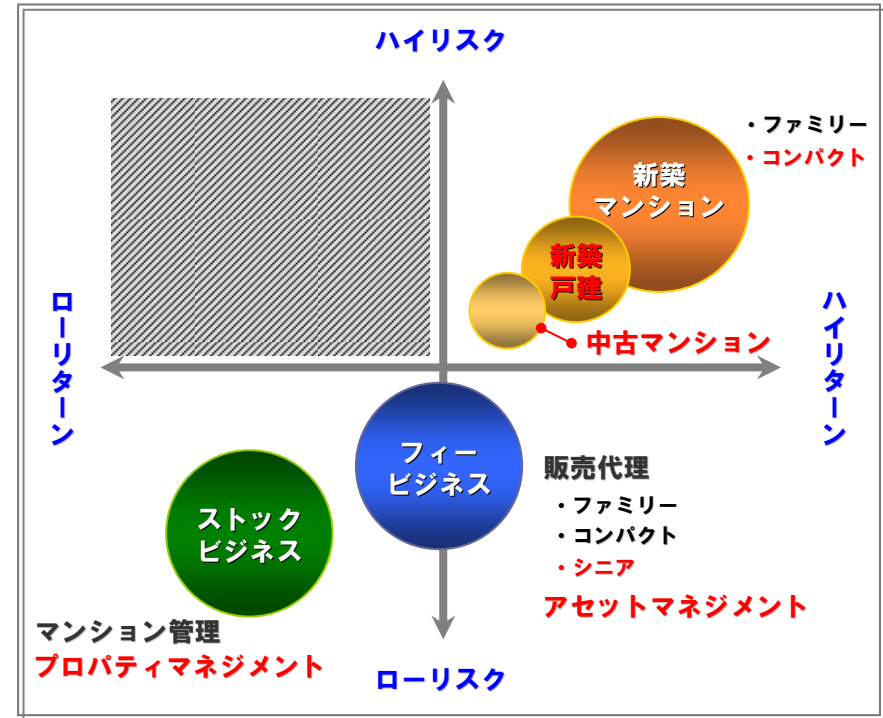 ハイリスク
・ファミリー
・コンパクト
新築
マンション
新築
戸建
中古マンション
ローリターン
ハイリターン
フィー
ビジネス
販売代理
・ファミリー
・コンパクト
・シニア
アセットマネジメント
ストック
ビジネス
マンション管理
プロパティマネジメント
ローリスク